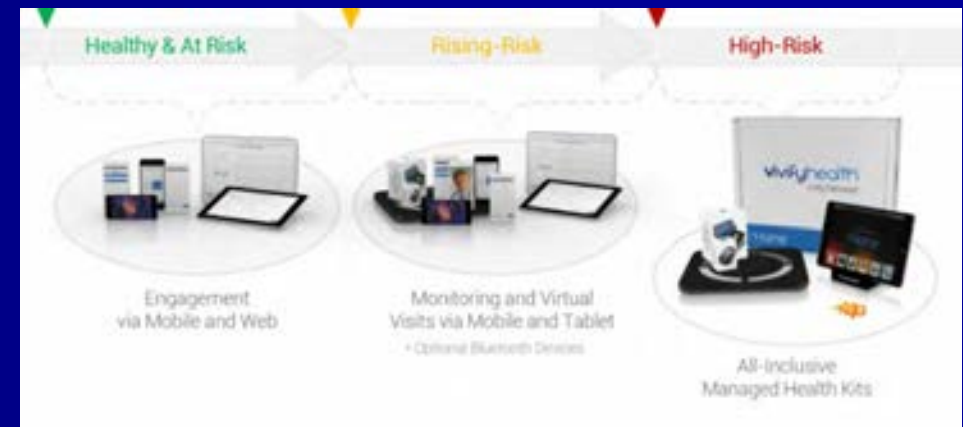 Healthy & At Risk
Rising-Risk
High-Risk
vivifyhealth
Engagement
via Mobile and Web
Monitoring and Virtual
Visits via Mobile and Tablet
+ Optional Bluetooth Devices
All-Inclusive
Managed Health Kits